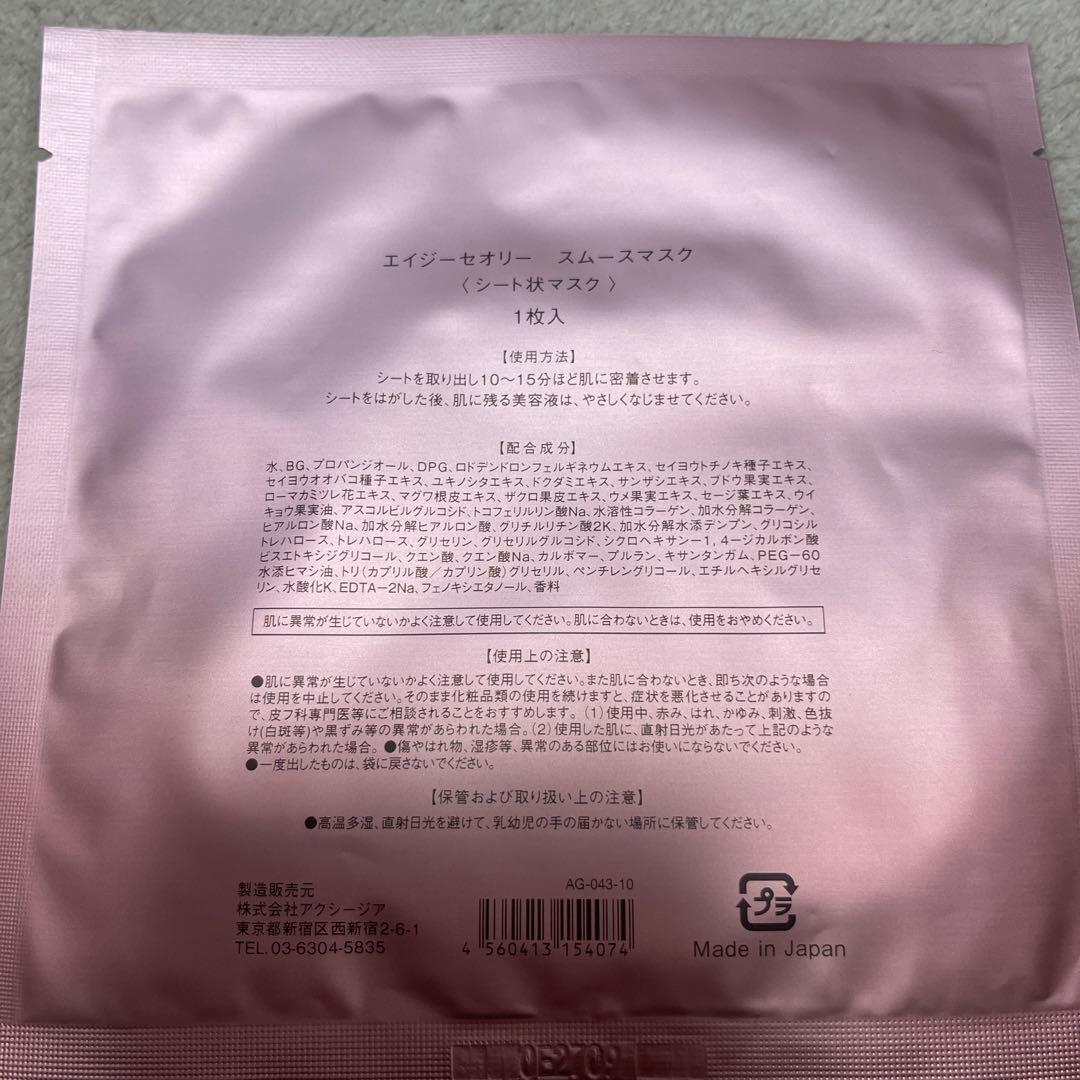 エイジーセオリー　スムースマスク
〈 シート状マスク 〉
1枚入
【使用方法】
シートを取り出し10〜15分ほど肌に密着させます。
シートをはがした後、肌に残る美容液は、やさしくなじませてください。
【配合成分】
水、BG、プロパンジオール、DPG、ロドデンドロンフェルギネウムエキス、セイヨウトチノキ種子エキス、
セイヨウオオバコ種子エキス、ユキノシタエキス、ドクダミエキス、サンザシエキス、ブドウ果実エキス、
ローマカミツレ花エキス、マグワ根皮エキス、ザクロ果皮エキス、ウメ果実エキス、セージ葉エキス、ウイ
キョウ果実油、アスコルビルグルコシド、トコフェリルリン酸Na、水溶性コラーゲン、加水分解コラーゲン、
ヒアルロン酸Na、加水分解ヒアルロン酸、グリチルリチン酸2K、加水分解水添デンプン、グリコシル
トレハロース、トレハロース、グリセリン、グリセリルグルコシド、シクロヘキサン−1, 4−ジカルボン酸
ビスエトキシジグリコール、クエン酸、クエン酸Na、カルボマー、プルラン、キサンタンガム、PEG−60
水添ヒマシ油、トリ（カプリル酸／カプリン酸）グリセリル、ペンチレングリコール、エチルヘキシルグリセ
リン、水酸化K、EDTA−2Na、フェノキシエタノール、香料
肌に異常が生じていないかよく注意して使用してください。肌に合わないときは、使用をおやめください。
【使用上の注意】
●肌に異常が生じていないかよく注意して使用してください。また肌に合わないとき、即ち次のような場合
は使用を中止してください。そのまま化粧品類の使用を続けますと、症状を悪化させることがありますの
で、皮フ科専門医等にご相談されることをおすすめします。（1）使用中、赤み、はれ、かゆみ、刺激、色抜
け(白斑等)や黒ずみ等の異常があらわれた場合。（2）使用した肌に、直射日光があたって上記のような
異常があらわれた場合。●傷やはれ物、湿疹等、異常のある部位にはお使いにならないでください。
●一度出したものは、袋に戻さないでください。
【保管および取り扱い上の注意】
●高温多湿、直射日光を避けて、乳幼児の手の届かない場所に保管してください。
製造販売元
株式会社アクシージア
東京都新宿区西新宿2-6-1
TEL. 03-6304-5835
AG-043-10
4 560413 154074
プラ
Made in Japan